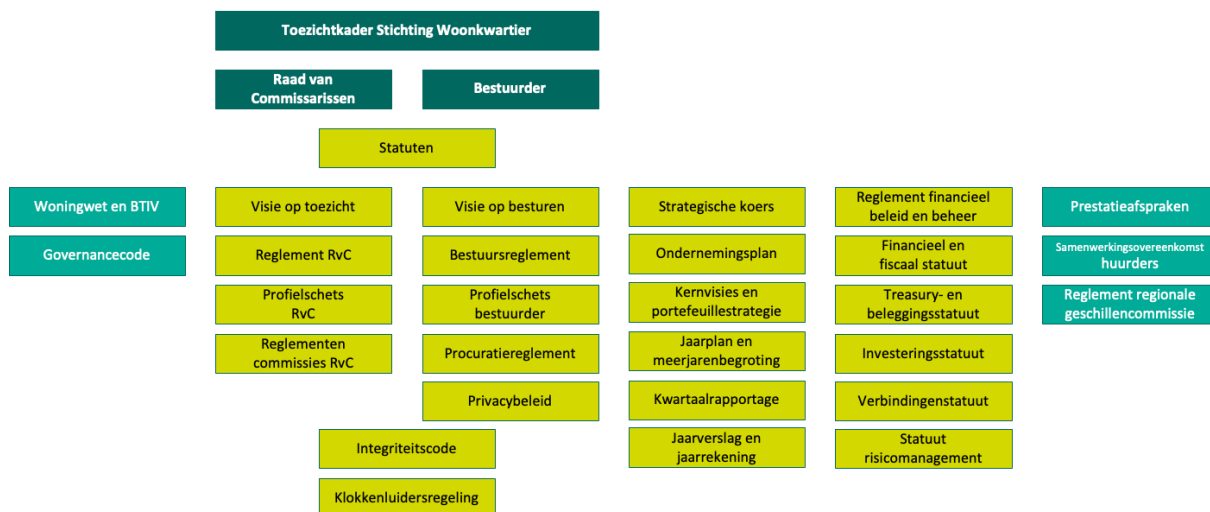 Toezichtkader Stichting Woonkwartier
Raad van
Commissarissen
Bestuurder
Statuten
Woningwet en BTIV
Governancecode
Visie op toezicht
Reglement RvC
Profielschets
RvC
Reglementen
commissies RvC
Visie op besturen
Bestuursreglement
Profielschets
bestuurder
Procuratiereglement
Privacybeleid
Integriteitscode
Klokkenluidersregeling
Strategische koers
Ondernemingsplan
Kernvisies en
portefeuillestrategie
Jaarplan en
meerjarenbegroting
Kwartaalrapportage
Jaarverslag en
jaarrekening
Reglement financieel
beleid en beheer
Financieel en
fiscaal statuut
Treasury- en
beleggingsstatuut
Investeringsstatuut
Verbindingenstatuut
Statuut
risicomanagement
Prestatieafspraken
Samenwerkingsovereenkomst
huurders
Reglement regionale
geschillencommissie